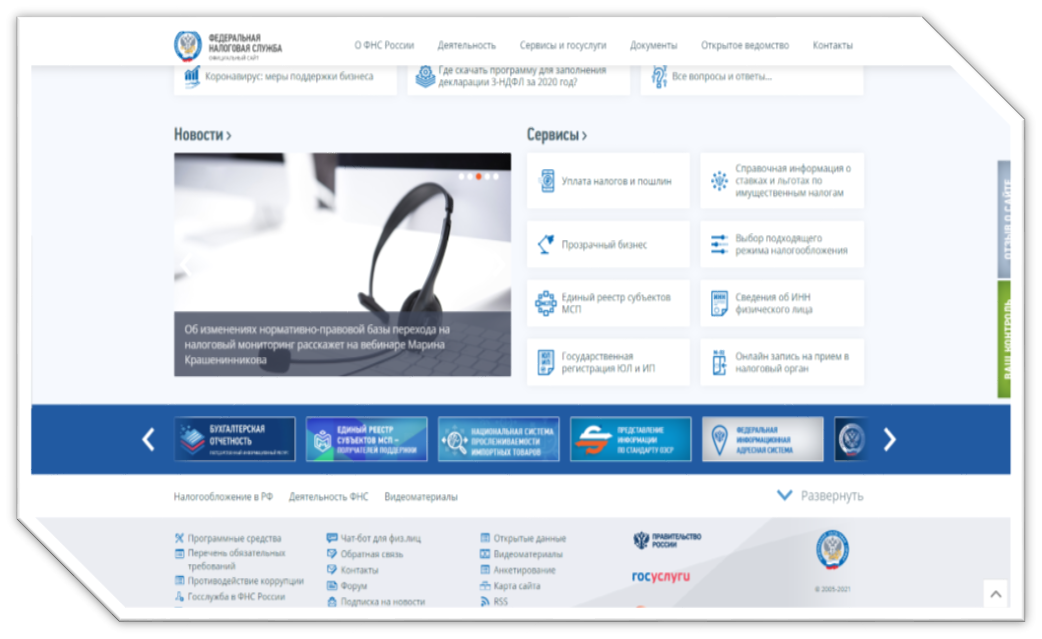 ФЕДЕРАЛЬНАЯ
НАЛОГОВАЯ СЛУЖБА
ОФИЦИАЛЬНЫЙ САЙТ
О ФНС России
Деятельность
Сервисы и госуслуги
Документы
Открытое ведомство
Контакты
Коронавирус: меры поддержки бизнеса
Где скачать программу для заполнения
декларации 3-НДФЛ за 2020 год?
Все вопросы и ответы...
Новости >
Об изменениях нормативно-правовой базы перехода на
налоговый мониторинг расскажет на вебинаре Марина
Крашенинникова
Сервисы >
Уплата налогов и пошлин
Справочная информация о
ставках и льготах по
имущественным налогам
Прозрачный бизнес
Выбор подходящего
режима налогообложения
Единый реестр субъектов
МСП
Сведения об ИНН
физического лица
Государственная
регистрация ЮЛ и ИП
Онлайн запись на прием в
налоговый орган
ОТЗЫВ О САЙТЕ
ВАШ КОНТРОЛЬ
БУХГАЛТЕРСКАЯ
ОТЧЕТНОСТЬ
ЕДИНЫЙ РЕЕСТР
СУБЪЕКТОВ МСП –
ПОЛУЧАТЕЛЕЙ ПОДДЕРЖКИ
НАЦИОНАЛЬНАЯ СИСТЕМА
ПРОСЛЕЖИВАЕМОСТИ
ИМПОРТНЫХ ТОВАРОВ
ПРЕДСТАВЛЕНИЕ
ИНФОРМАЦИИ
ПО СТАНДАРТУ ОЭСР
ФЕДЕРАЛЬНАЯ
ИНФОРМАЦИОННАЯ
АДРЕСНАЯ СИСТЕМА
Налогообложение в РФ
Деятельность ФНС
Видеоматериалы
Развернуть
Программные средства
Перечень обязательных
требований
Противодействие коррупции
Госслужба в ФНС России
Чат-бот для физ.лиц
Обратная связь
Контакты
Форум
Подписка на новости
Открытые данные
Видеоматериалы
Анкетирование
Карта сайта
RSS
ПРАВИТЕЛЬСТВО
РОССИИ
госуслуги
© 2005-2021